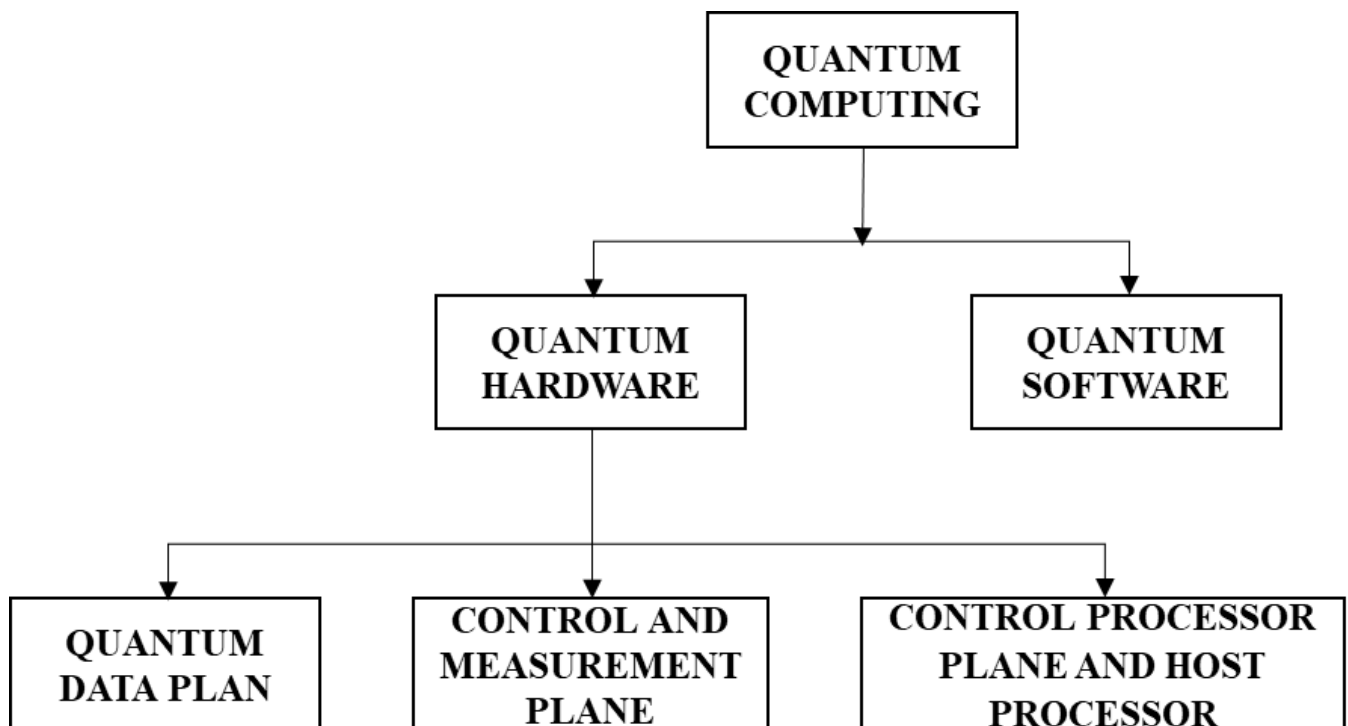 QUANTUM
COMPUTING
QUANTUM
HARDWARE
QUANTUM
SOFTWARE
QUANTUM
DATA PLAN
CONTROL AND
MEASUREMENT
PLANE
CONTROL PROCESSOR
PLANE AND HOST
PROCESSOR